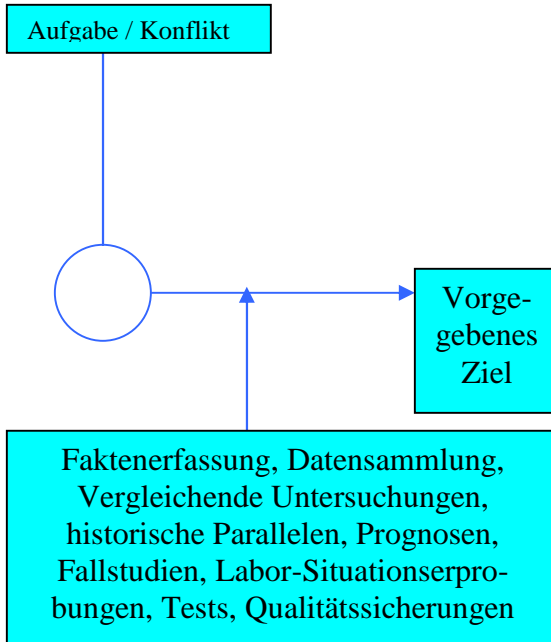 Aufgabe / Konflikt
Vorge-
gebenes
Ziel
Faktenerfassung, Datensammlung,
Vergleichende Untersuchungen,
historische Parallelen, Prognosen,
Fallstudien, Labor-Situationserpro-
bungen, Tests, Qualitätssicherungen